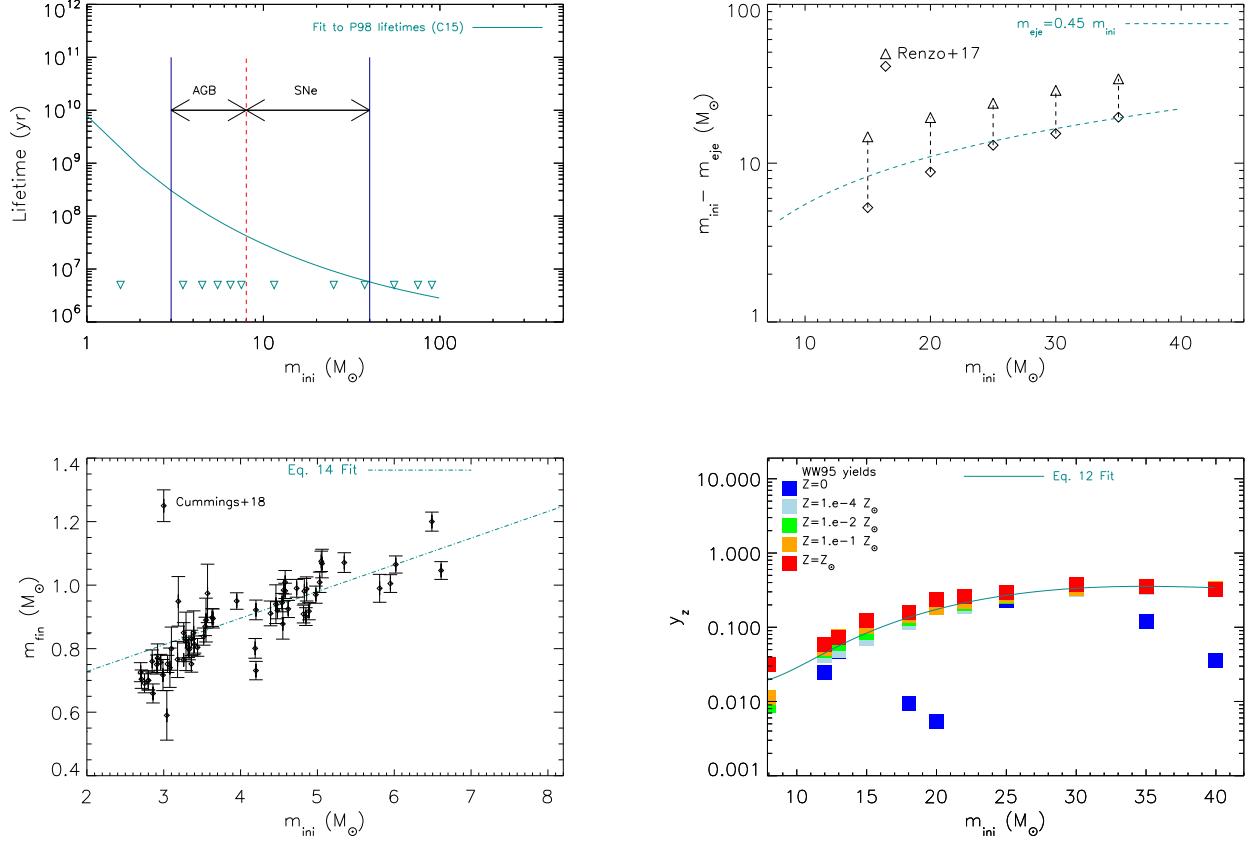 Fit to P98 lifetimes (C15)
AGB
SNe
Lifetime (yr)
10^12
10^11
10^10
10^9
10^8
10^7
10^6
1 10 100
m_ini (M_⊙)
m_eje=0.45 m_ini
Renzo+17
m_ini − m_eje (M_⊙)
100
10
1
10 20 30 40
m_ini (M_⊙)
Eq. 14 Fit
Cummings+18
m_fin (M_⊙)
1.4
1.2
1.0
0.8
0.6
0.4
2 3 4 5 6 7 8
m_ini (M_⊙)
WW95 yields
Z=0
Z=1.e−4 Z_⊙
Z=1.e−2 Z_⊙
Z=1.e−1 Z_⊙
Z=Z_⊙
Eq. 12 Fit
y_z
10.000
1.000
0.100
0.010
0.001
10 15 20 25 30 35 40
m_ini (M_⊙)